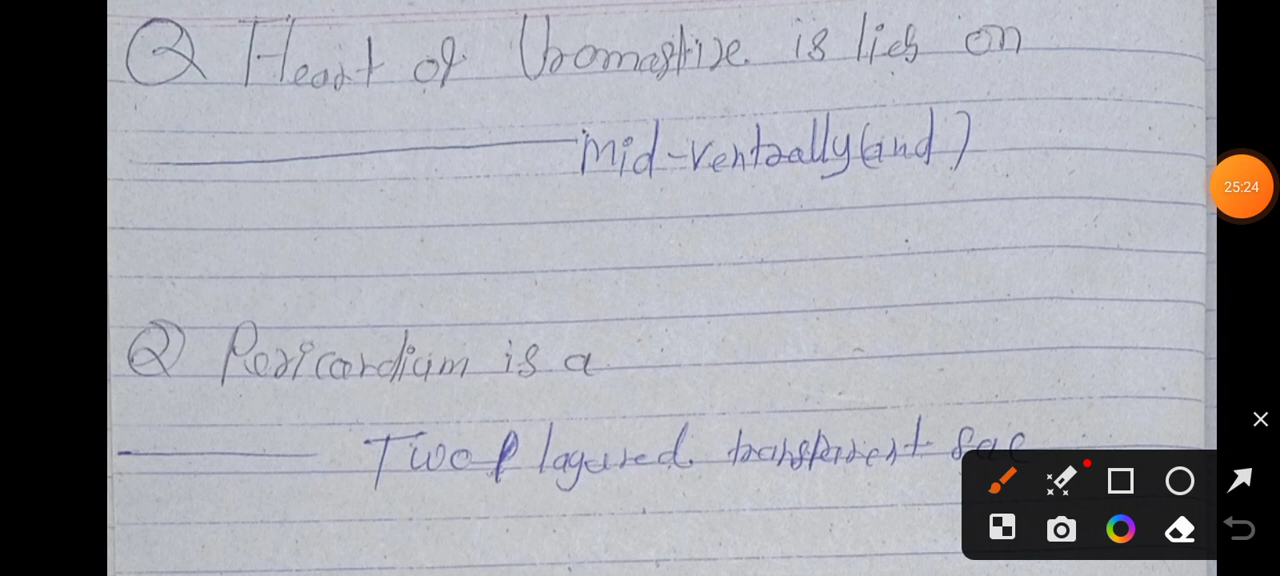 Q Heart of Uromastix is lies on
mid-ventrally (and)
Q Pericardium is a
Two layered transparent sac
25:24